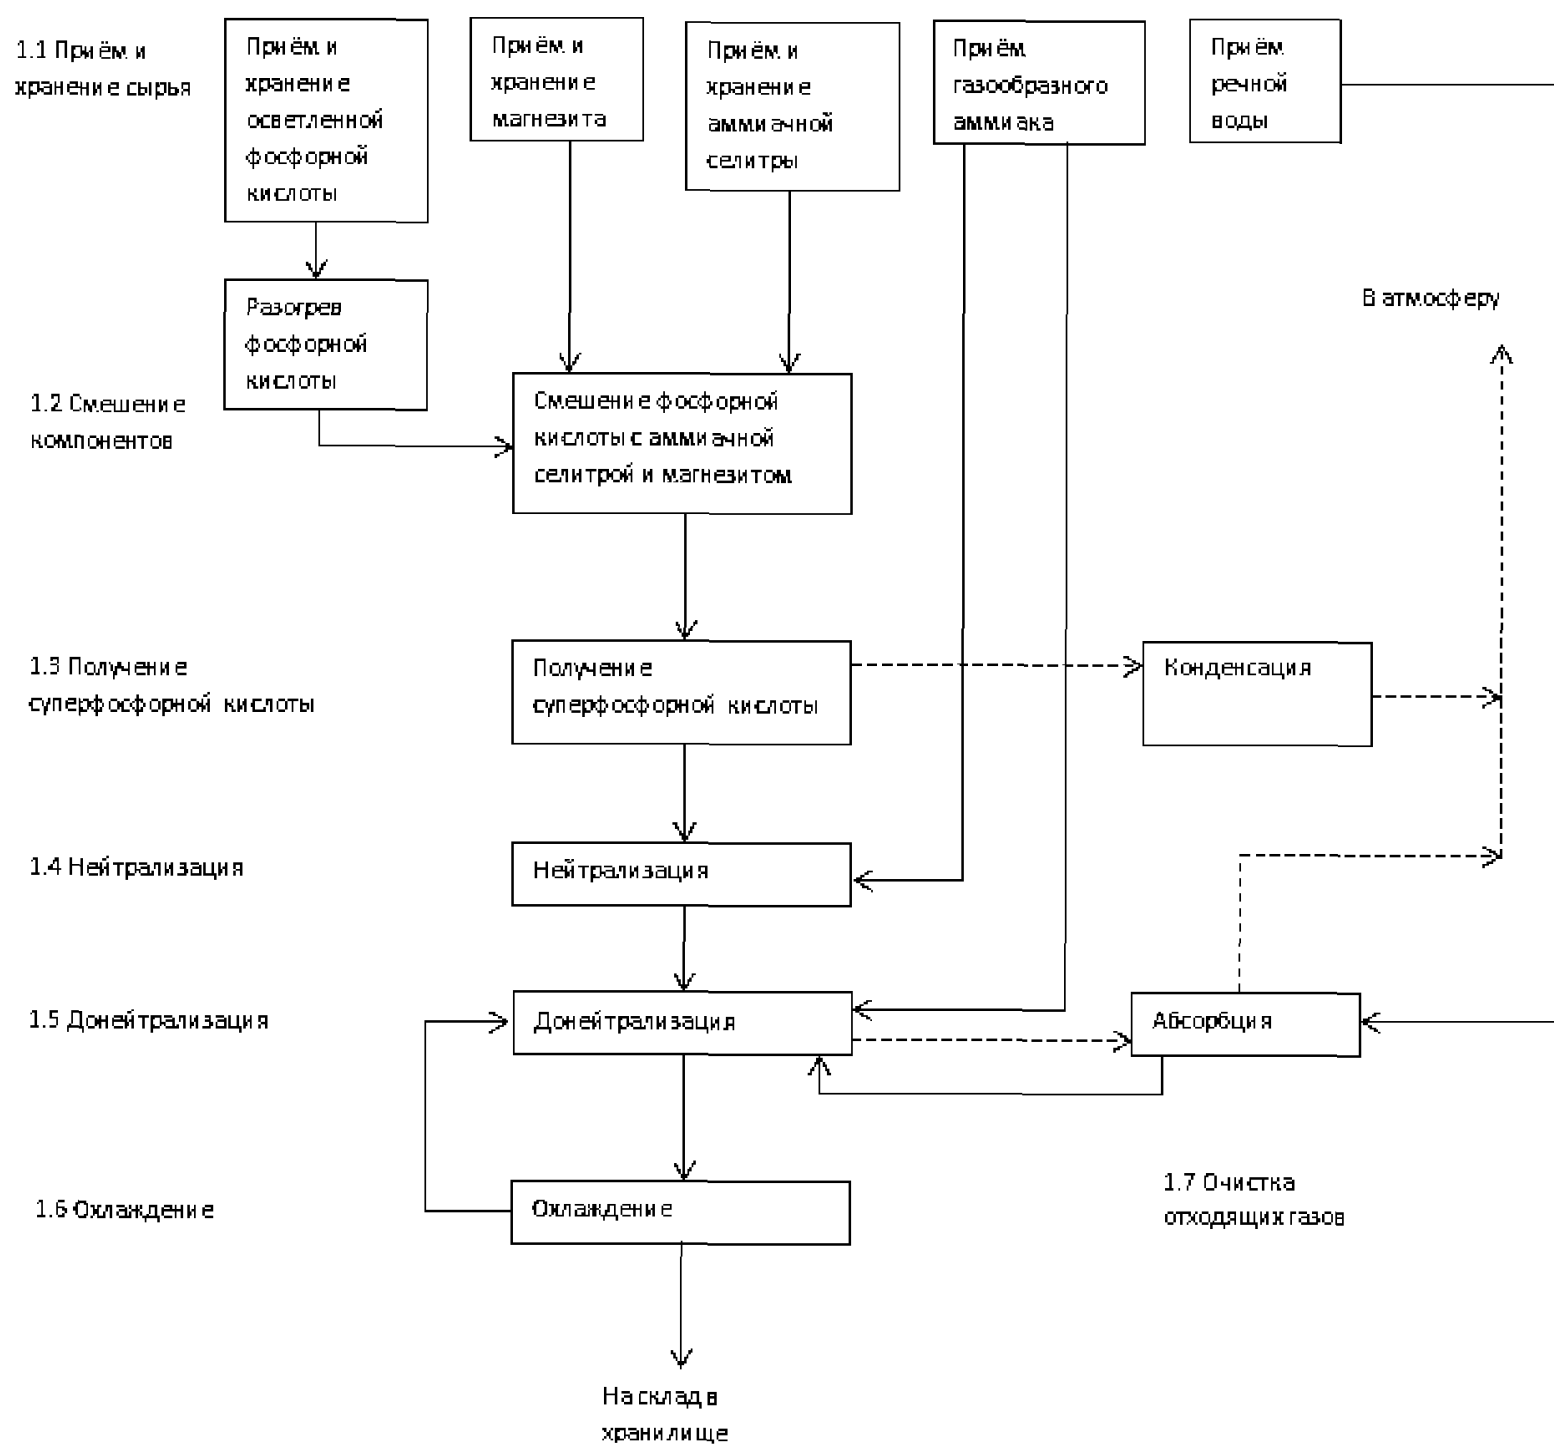 1.1 Приём и
хранение сырья
Приём и
хранение
осветленной
фосфорной
кислоты
Приём и
хранение
магнезита
Приём и
хранение
аммиачной
селитры
Приём
газообразного
аммиака
Приём
речной
воды
Разогрев
фосфорной
кислоты
В атмосферу
1.2 Смешение
компонентов
Смешение фосфорной
кислоты с аммиачной
селитрой и магнезитом
1.3 Получение
суперфосфорной кислоты
Получение
суперфосфорной кислоты
Конденсация
1.4 Нейтрализация
Нейтрализация
1.5 Донейтрализация
Донейтрализация
Абсорбция
1.6 Охлаждение
Охлаждение
1.7 Очистка
отходящих газов
На склад в
хранилище